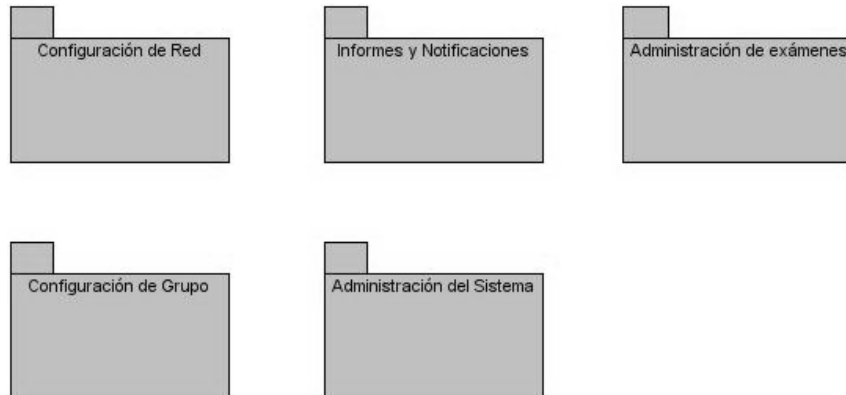 Configuración de Red
Informes y Notificaciones
Administración de exámenes
Configuración de Grupo
Administración del Sistema